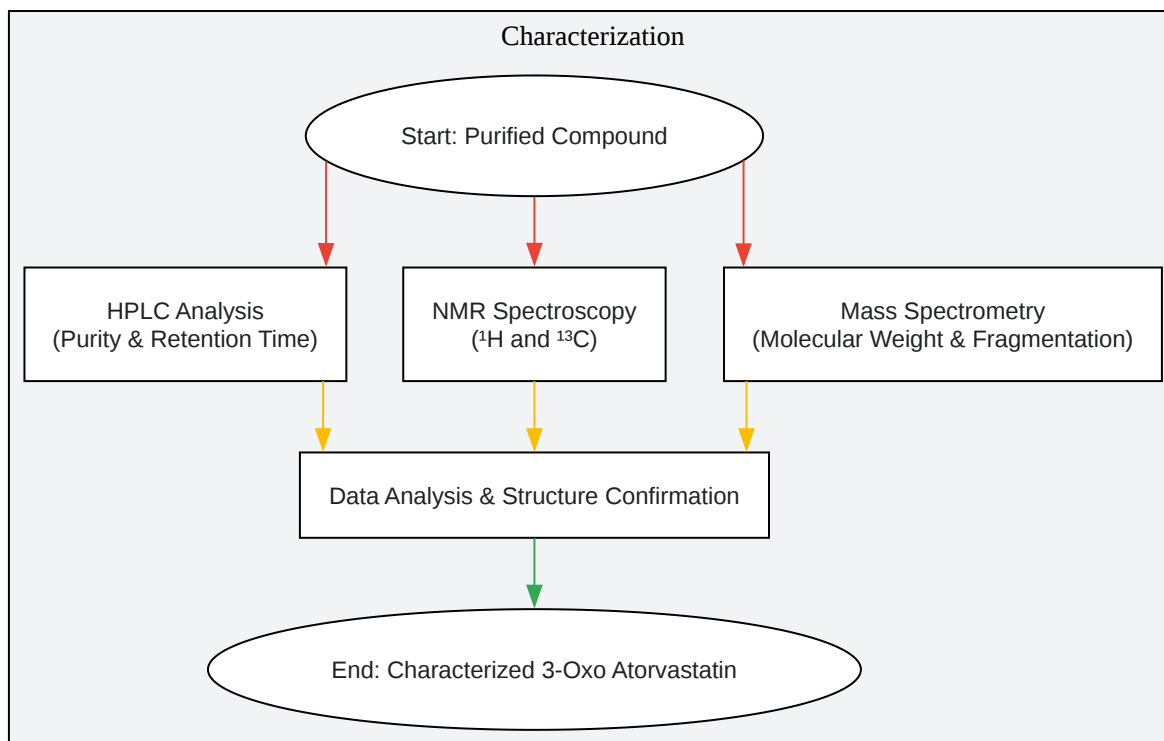 Characterization
Start: Purified Compound
HPLC Analysis
(Purity & Retention Time)
NMR Spectroscopy
(¹H and ¹³C)
Mass Spectrometry
(Molecular Weight & Fragmentation)
Data Analysis & Structure Confirmation
End: Characterized 3-Oxo Atorvastatin